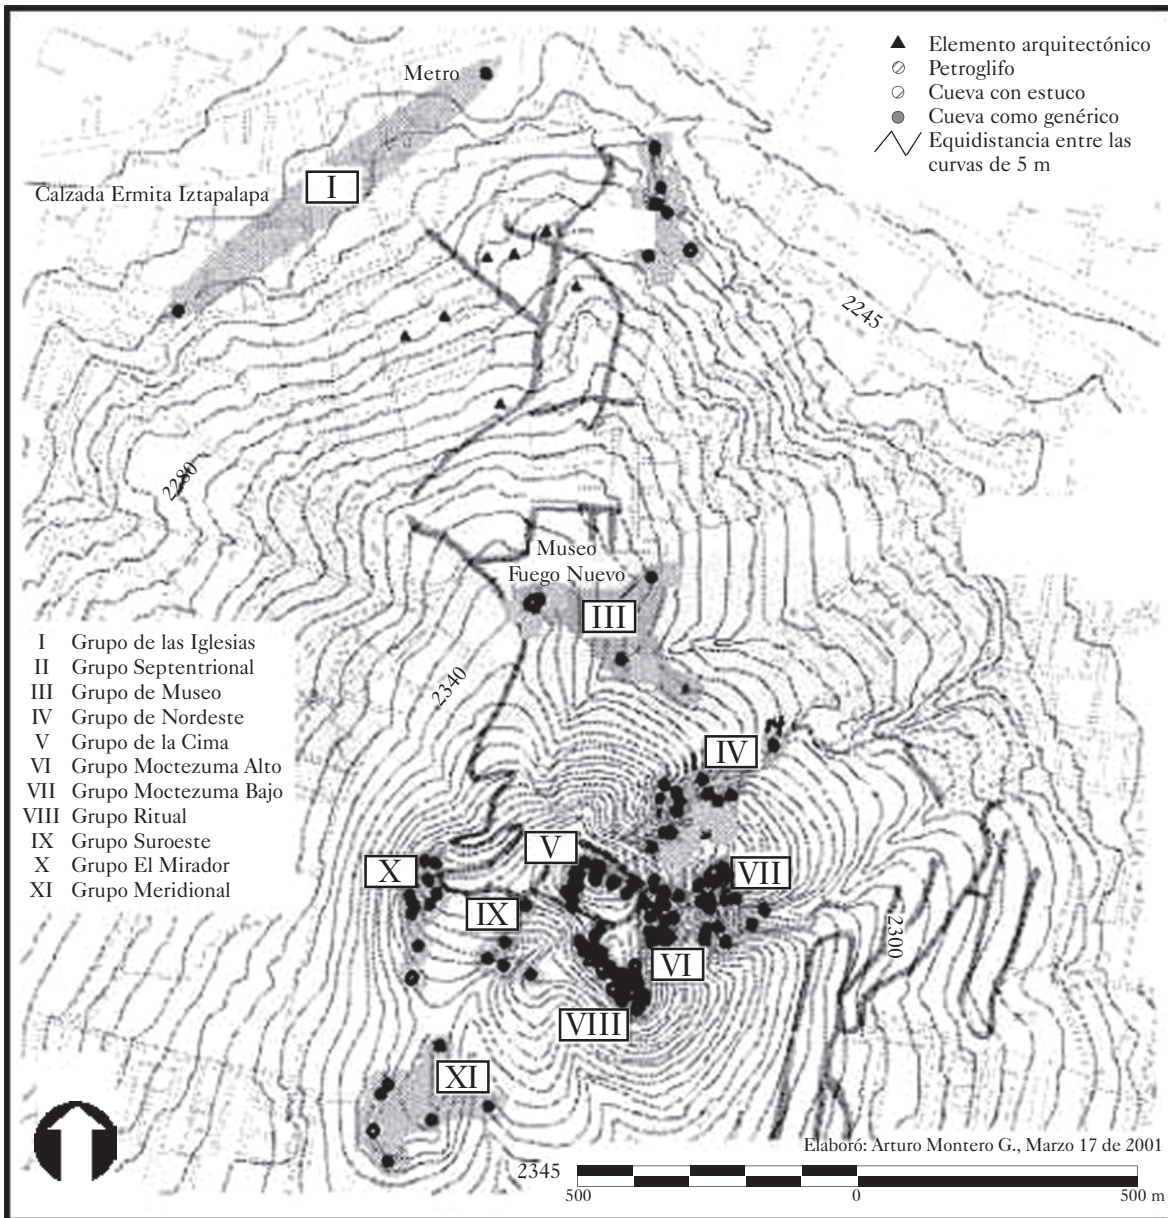 Elemento arquitectónico
Petroglifo
Cueva con estuco
Cueva como genérico
Equidistancia entre las
curvas de 5 m
Metro
Calzada Ermita Iztapalapa
I
2245
2280
Museo
Fuego Nuevo
III
2340
I Grupo de las Iglesias
II Grupo Septentrional
III Grupo de Museo
IV Grupo de Nordeste
V Grupo de la Cima
VI Grupo Moctezuma Alto
VII Grupo Moctezuma Bajo
VIII Grupo Ritual
IX Grupo Suroeste
X Grupo El Mirador
XI Grupo Meridional
IV
V
X
VII
IX
2300
VI
VIII
XI
Elaboró: Arturo Montero G., Marzo 17 de 2001
2345
500 0 500 m